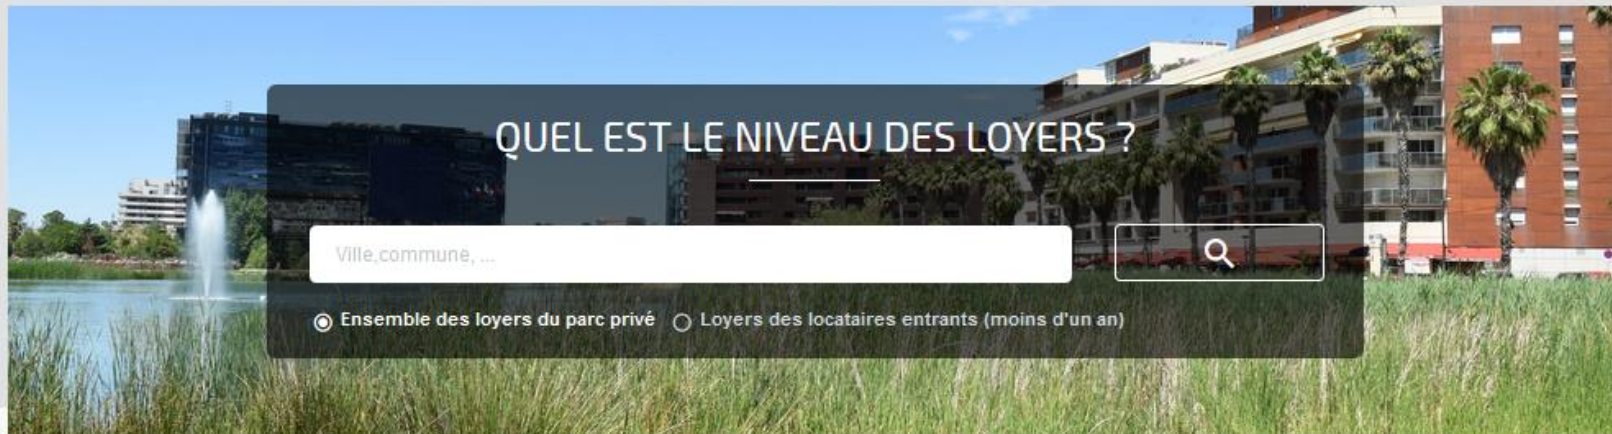 QUEL EST LE NIVEAU DES LOYERS ?
Ville,commune, ...
Ensemble des loyers du parc privé Loyers des locataires entrants (moins d'un an)